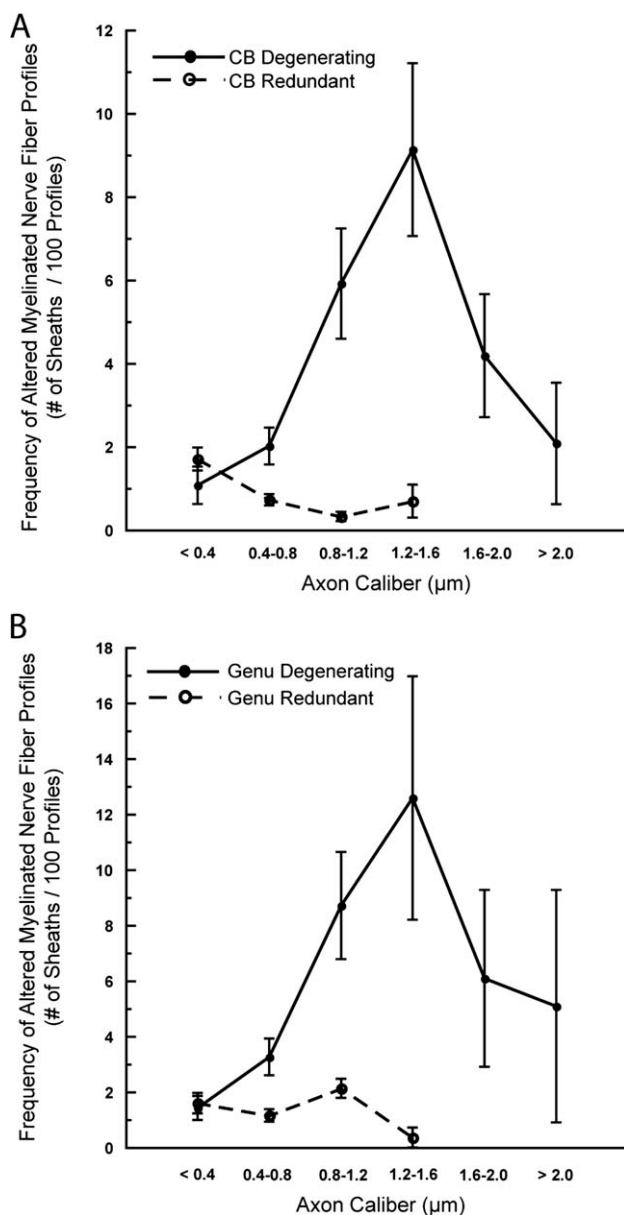 A
CB Degenerating
CB Redundant
Frequency of Altered Myelinated Nerve Fiber Profiles
(# of Sheaths / 100 Profiles)
12
10
8
6
4
2
0
< 0.4 0.4-0.8 0.8-1.2 1.2-1.6 1.6-2.0 > 2.0
Axon Caliber (µm)
B
Genu Degenerating
Genu Redundant
Frequency of Altered Myelinated Nerve Fiber Profiles
(# of Sheaths / 100 Profiles)
18
16
14
12
10
8
6
4
2
0
< 0.4 0.4-0.8 0.8-1.2 1.2-1.6 1.6-2.0 > 2.0
Axon Caliber (µm)